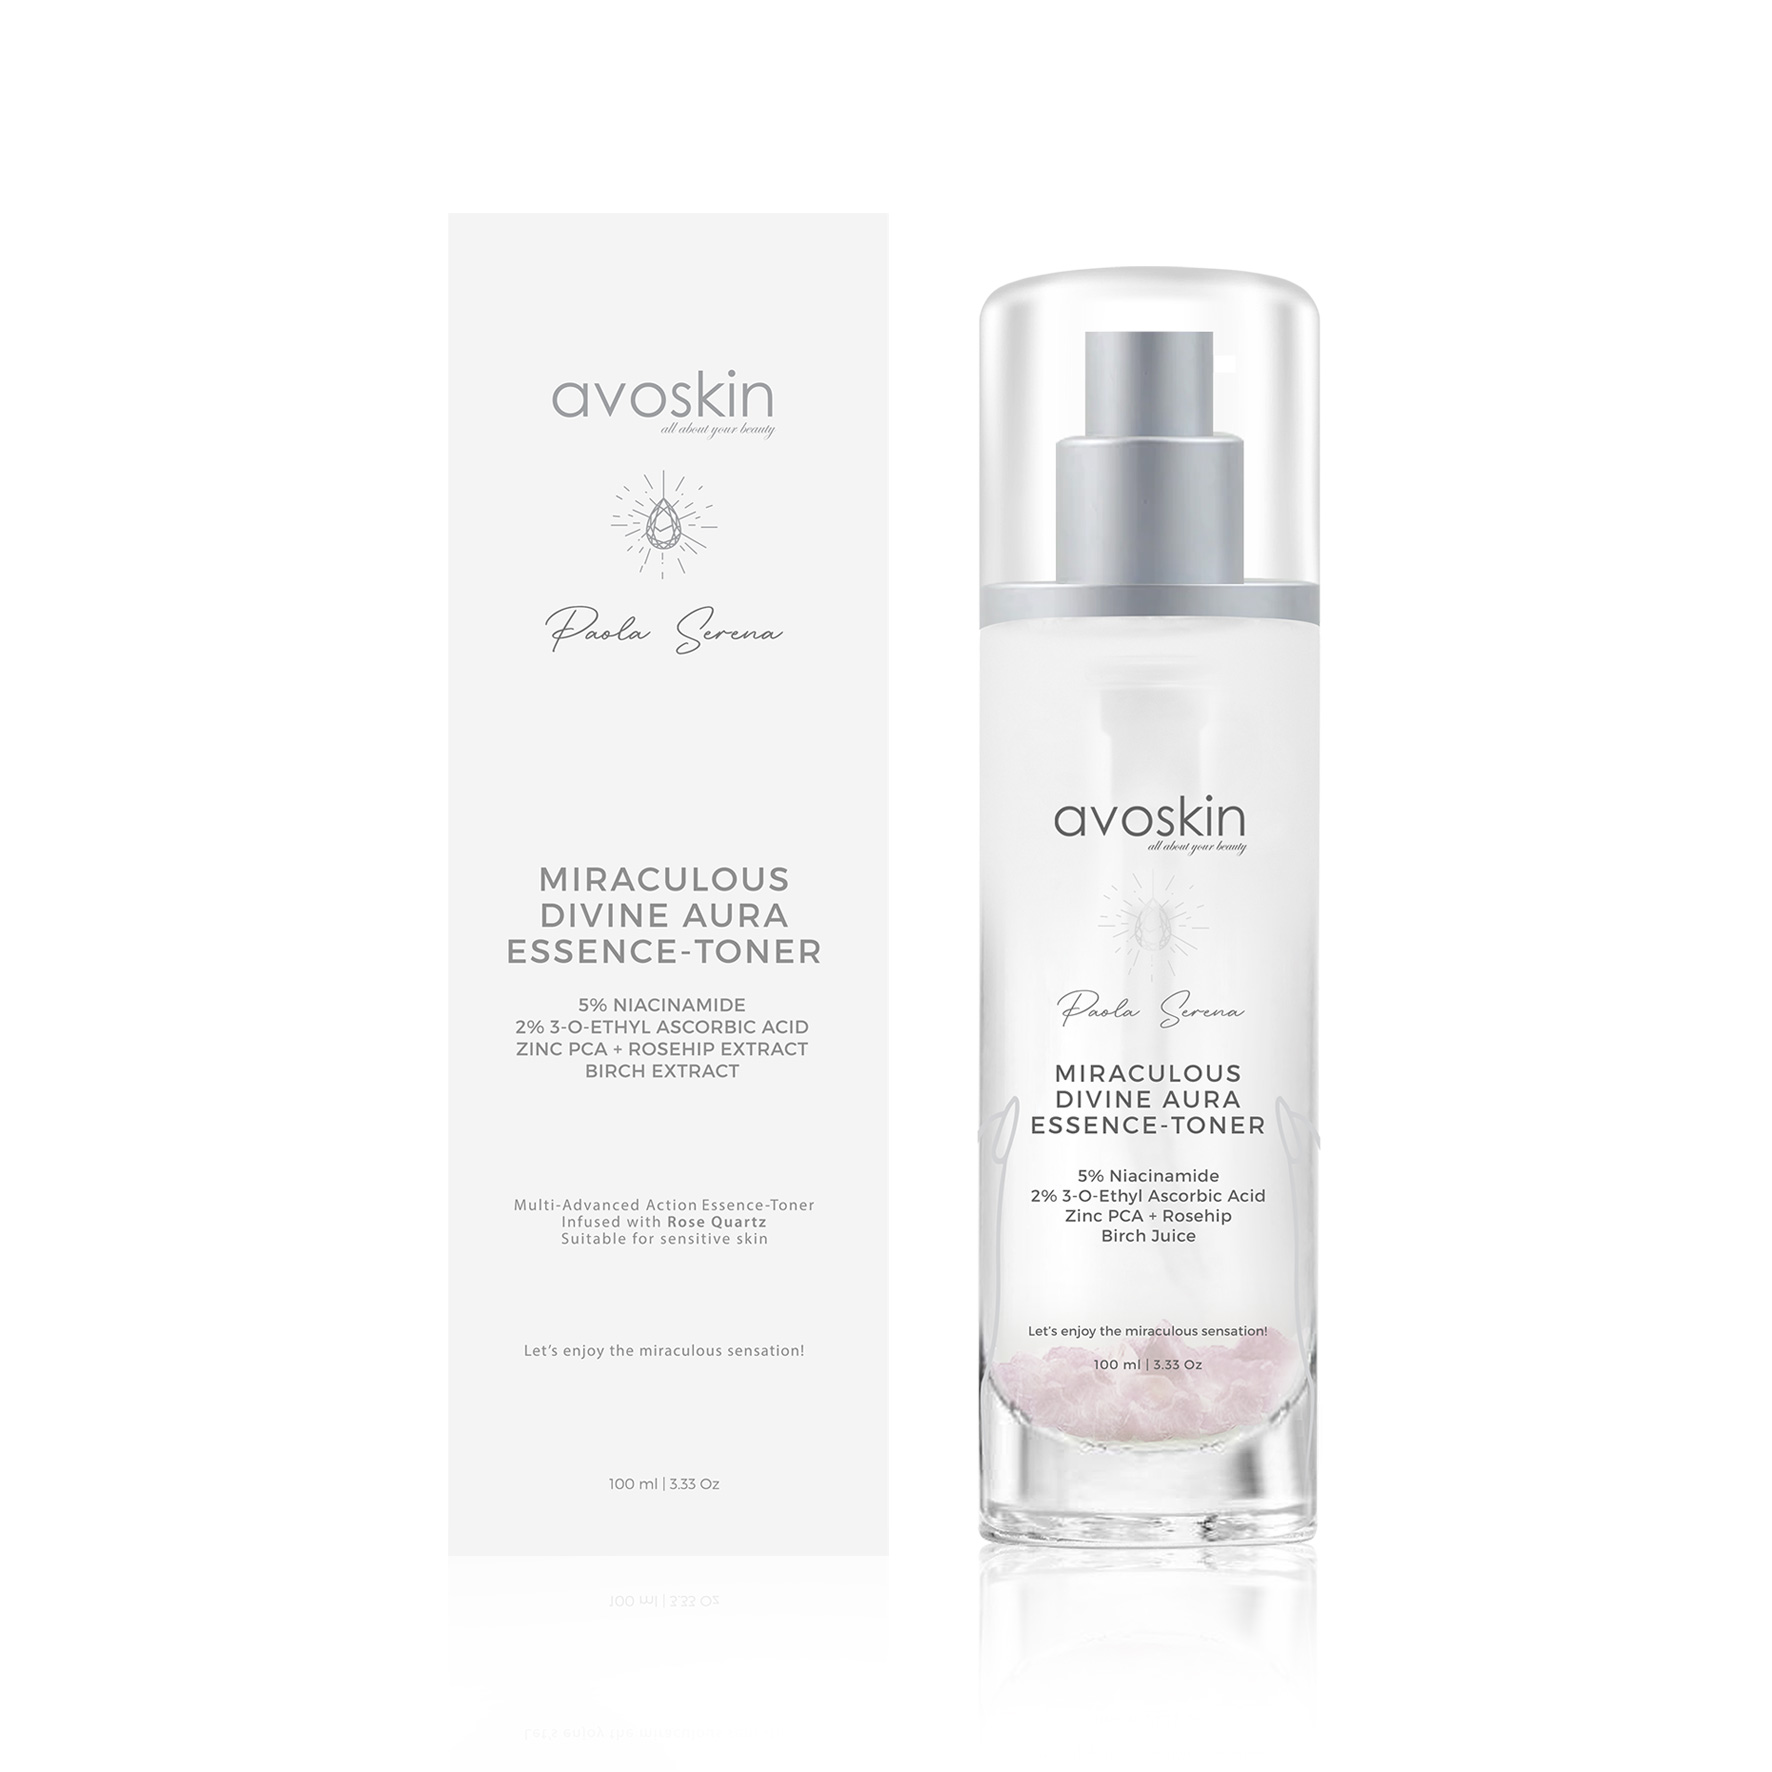 avoskin
all about your beauty
Paola Serena
MIRACULOUS
DIVINE AURA
ESSENCE-TONER
5% NIACINAMIDE
2% 3-O-ETHYL ASCORBIC ACID
ZINC PCA + ROSEHIP EXTRACT
BIRCH EXTRACT
Multi-Advanced Action Essence-Toner
Infused with Rose Quartz
Suitable for sensitive skin
Let's enjoy the miraculous sensation!
100 ml | 3.33 Oz
avoskin
all about your beauty
Paola Serena
MIRACULOUS
DIVINE AURA
ESSENCE-TONER
5% Niacinamide
2% 3-O-Ethyl Ascorbic Acid
Zinc PCA + Rosehip
Birch Juice
Let's enjoy the miraculous sensation!
100 ml | 3.33 Oz